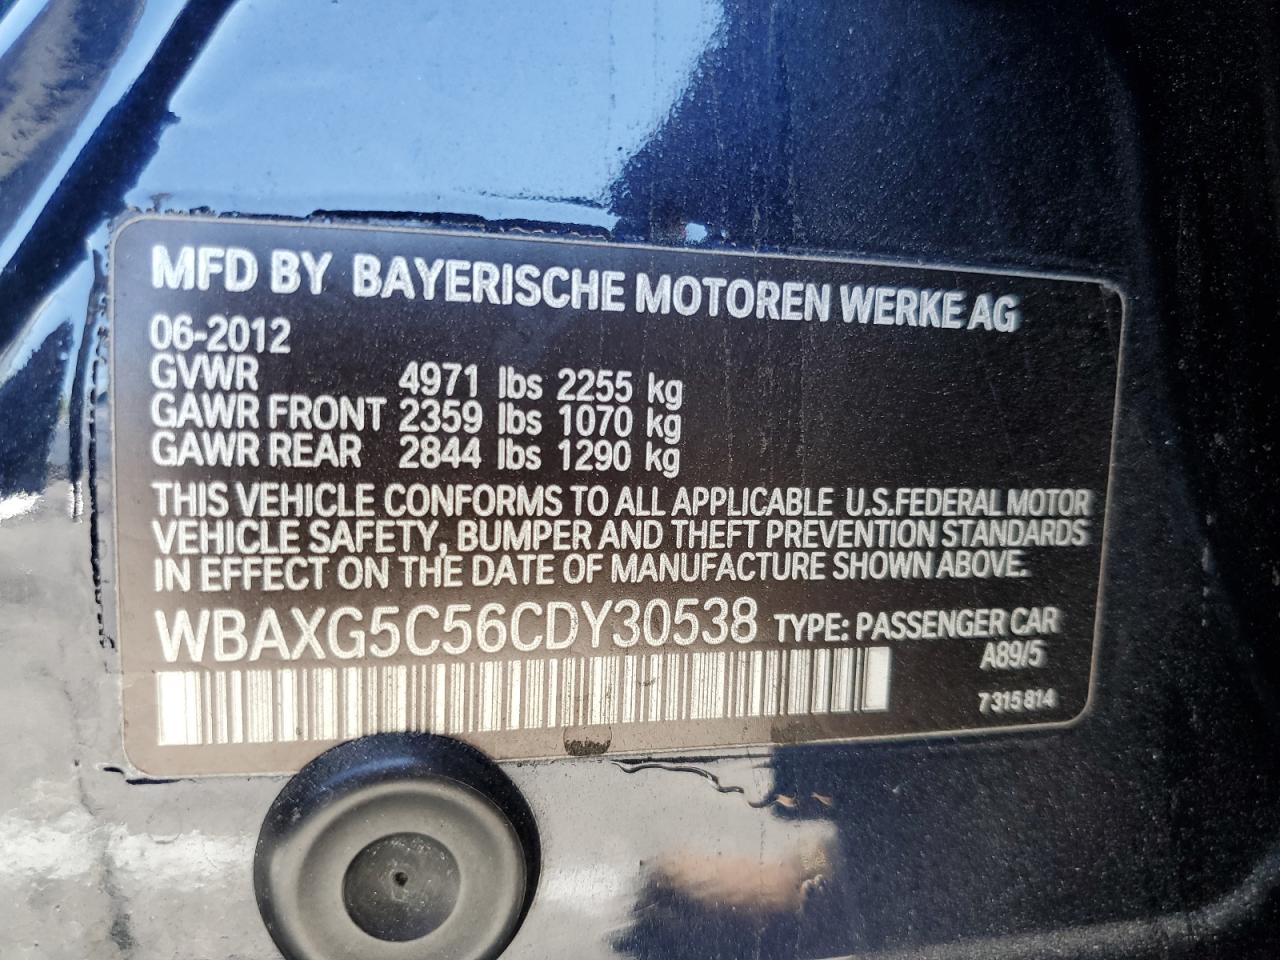 MFD BY BAYERISCHE MOTOREN WERKE AG
06-2012
GVWR 4971 lbs 2255 kg
GAWR FRONT 2359 lbs 1070 kg
GAWR REAR 2844 lbs 1290 kg
THIS VEHICLE CONFORMS TO ALL APPLICABLE U.S.FEDERAL MOTOR
VEHICLE SAFETY, BUMPER AND THEFT PREVENTION STANDARDS
IN EFFECT ON THE DATE OF MANUFACTURE SHOWN ABOVE.
WBAXG5C56CDY30538 TYPE: PASSENGER CAR
A89/5
7 315 814